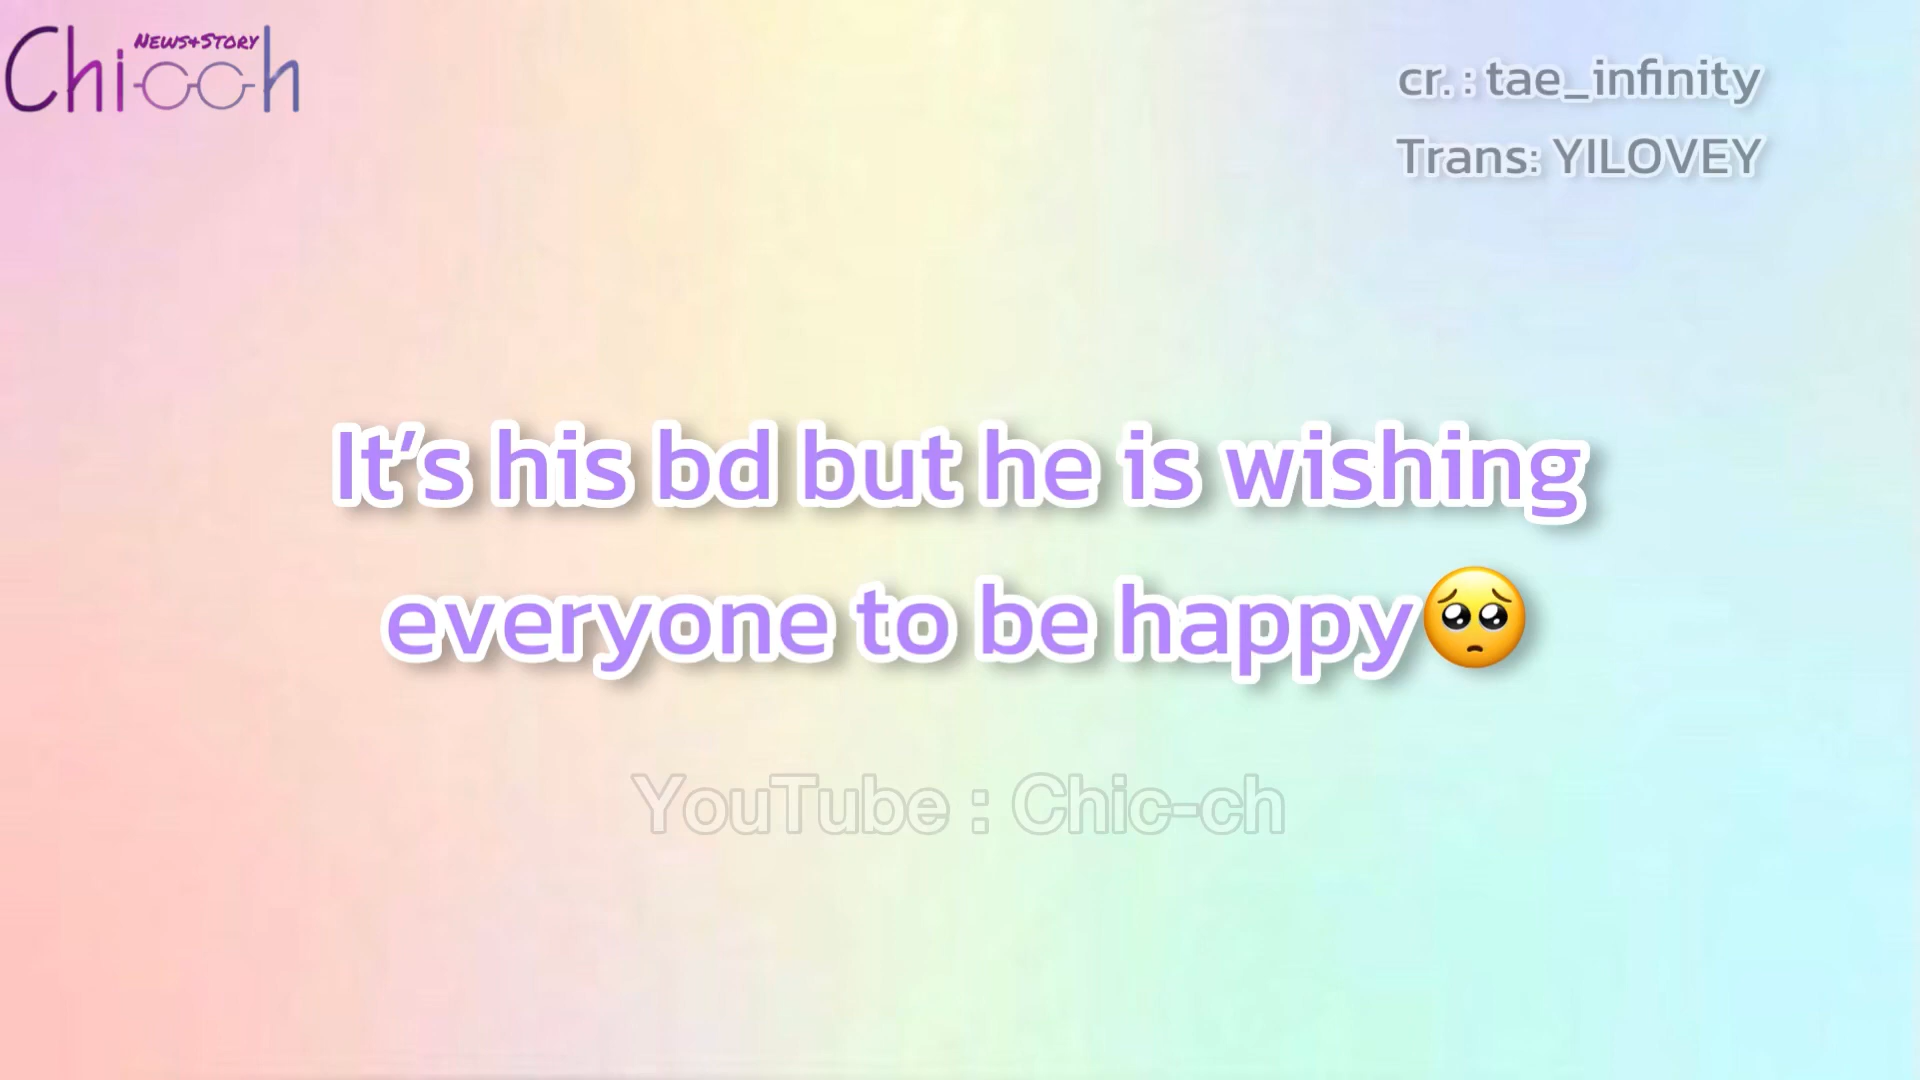 News+Story
Chic-ch
cr. : tae_infinity
Trans: YILOVEY
It's his bd but he is wishing
everyone to be happy🥺
YouTube : Chic-ch